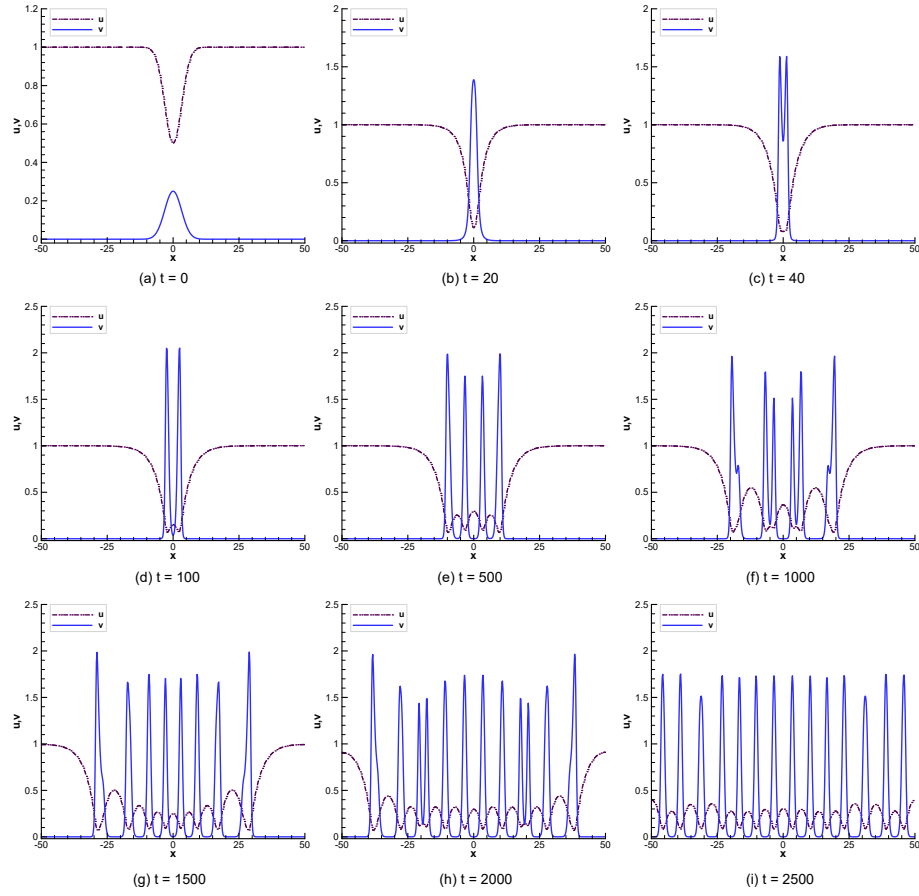 1.2
u
v
1
0.8
u,v
0.6
0.4
0.2
0
-50 -25 0 25 50
x
(a) t = 0
2
u
v
1.5
u,v
1
0.5
0
-50 -25 0 25 50
x
(b) t = 20
2
u
v
1.5
u,v
1
0.5
0
-50 -25 0 25 50
x
(c) t = 40
2.5
u
v
2
1.5
u,v
1
0.5
0
-50 -25 0 25 50
x
(d) t = 100
2.5
u
v
2
1.5
u,v
1
0.5
0
-50 -25 0 25 50
x
(e) t = 500
2.5
u
v
2
1.5
u,v
1
0.5
0
-50 -25 0 25 50
x
(f) t = 1000
2.5
u
v
2
1.5
u,v
1
0.5
0
-50 -25 0 25 50
x
(g) t = 1500
2.5
u
v
2
1.5
u,v
1
0.5
0
-50 -25 0 25 50
x
(h) t = 2000
2.5
u
v
2
1.5
u,v
1
0.5
0
-50 -25 0 25 50
x
(i) t = 2500